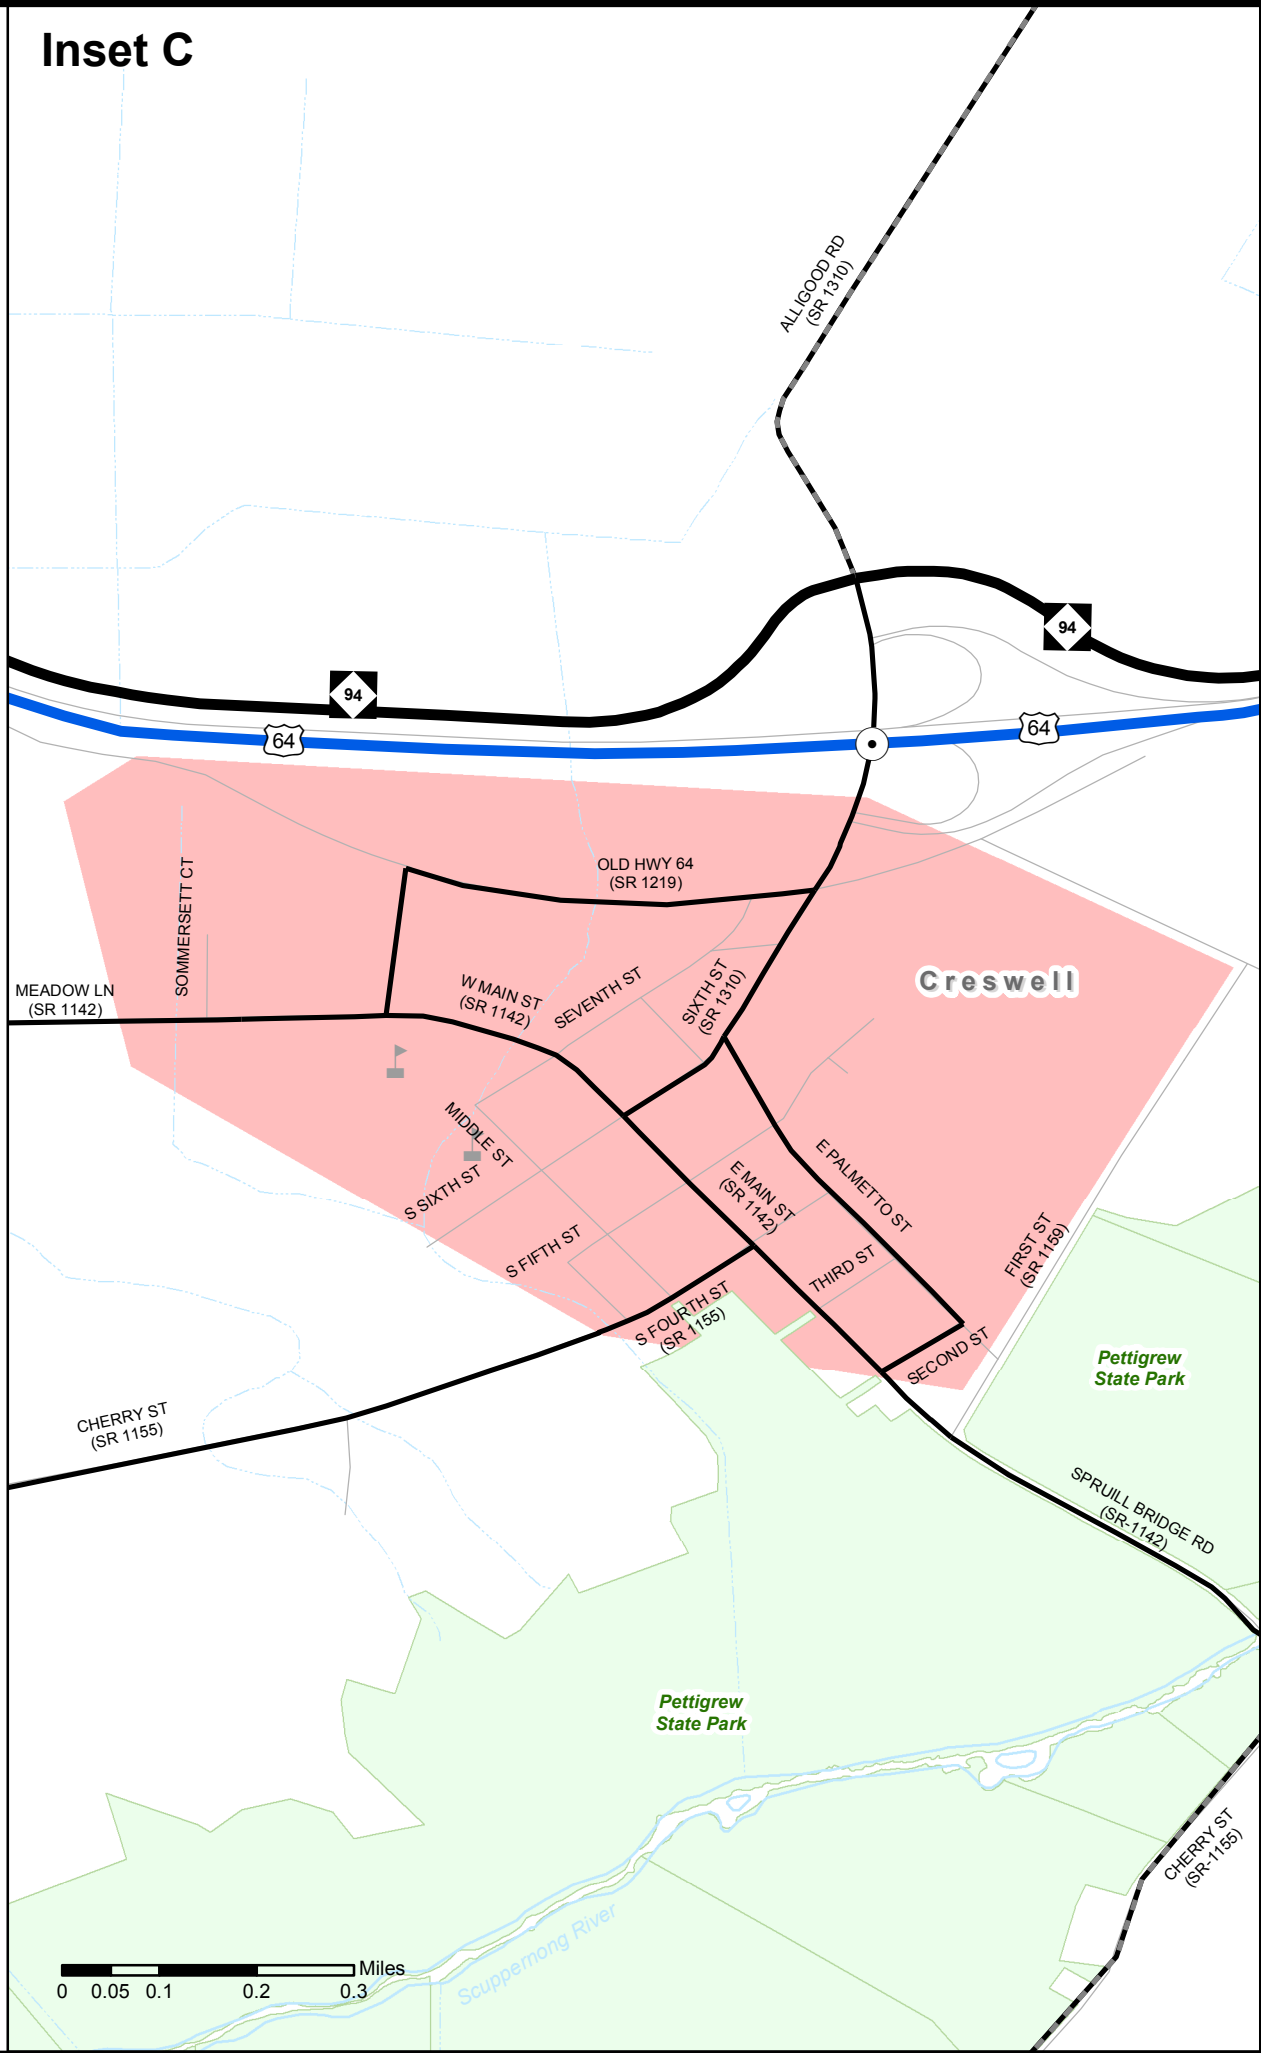 Inset C
ALLIGOOD RD
(SR 1310)
94
94
64
64
OLD HWY 64
(SR 1219)
SOMMERSETT CT
MEADOW LN
(SR 1142)
W MAIN ST
(SR 1142)
SEVENTH ST
SIXTH ST
(SR 1310)
Creswell
MIDDLE ST
S SIXTH ST
S FIFTH ST
E MAIN ST
(SR 1142)
E PALMETTO ST
THIRD ST
FIRST ST
(SR 1159)
S FOURTH ST
(SR 1155)
SECOND ST
Pettigrew
State Park
CHERRY ST
(SR 1155)
SPRUILL BRIDGE RD
(SR-1142)
Pettigrew
State Park
CHERRY ST
(SR-1155)
Scuppernong River
Miles
0 0.05 0.1 0.2 0.3